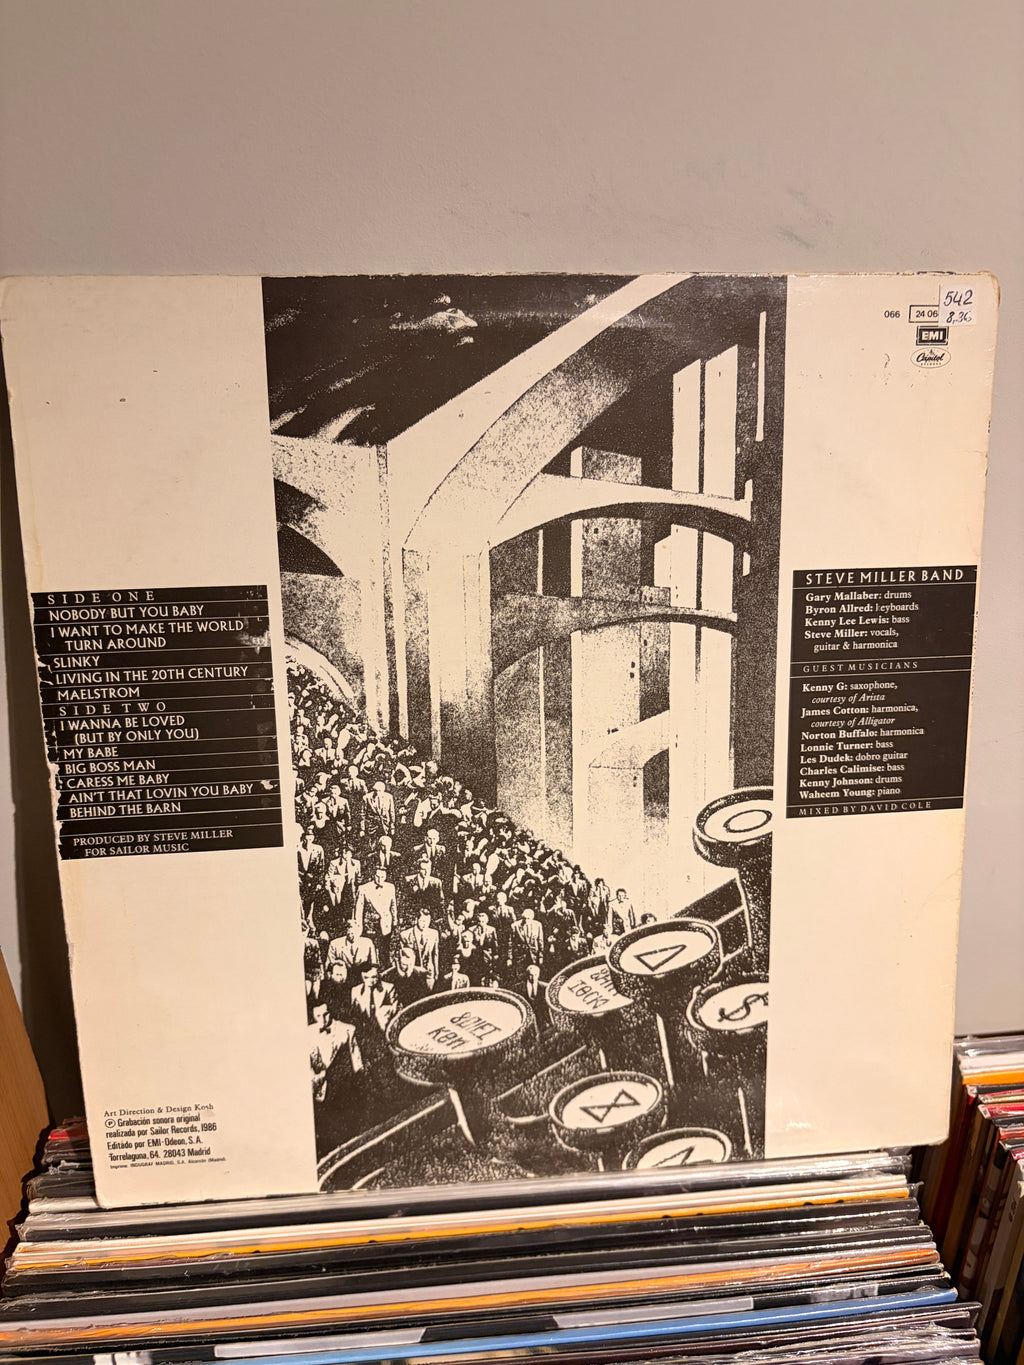 542
8,36
066
24 06
EMI
Capitol
RECORDS
SIDE ONE
NOBODY BUT YOU BABY
I WANT TO MAKE THE WORLD
TURN AROUND
SLINKY
LIVING IN THE 20TH CENTURY
MAELSTROM
SIDE TWO
I WANNA BE LOVED
(BUT BY ONLY YOU)
MY BABE
BIG BOSS MAN
CARESS ME BABY
AIN'T THAT LOVIN YOU BABY
BEHIND THE BARN
PRODUCED BY STEVE MILLER
FOR SAILOR MUSIC
STEVE MILLER BAND
Gary Mallaber: drums
Byron Allred: keyboards
Kenny Lee Lewis: bass
Steve Miller: vocals,
guitar & harmonica
GUEST MUSICIANS
Kenny G: saxophone,
courtesy of Arista
James Cotton: harmonica,
courtesy of Alligator
Norton Buffalo: harmonica
Lonnie Turner: bass
Les Dudek: dobro guitar
Charles Calimise: bass
Kenny Johnson: drums
Waheem Young: piano
MIXED BY DAVID COLE
$
Art Direction & Design Kosh
Ⓟ Grabación sonora original
realizada por Sailor Records, 1986
Editado por EMI-Odeon, S.A.
Torrelaguna, 64. 28043 Madrid
Imprime: INDUGRAF MADRID, S.A. Alcorcón (Madrid)